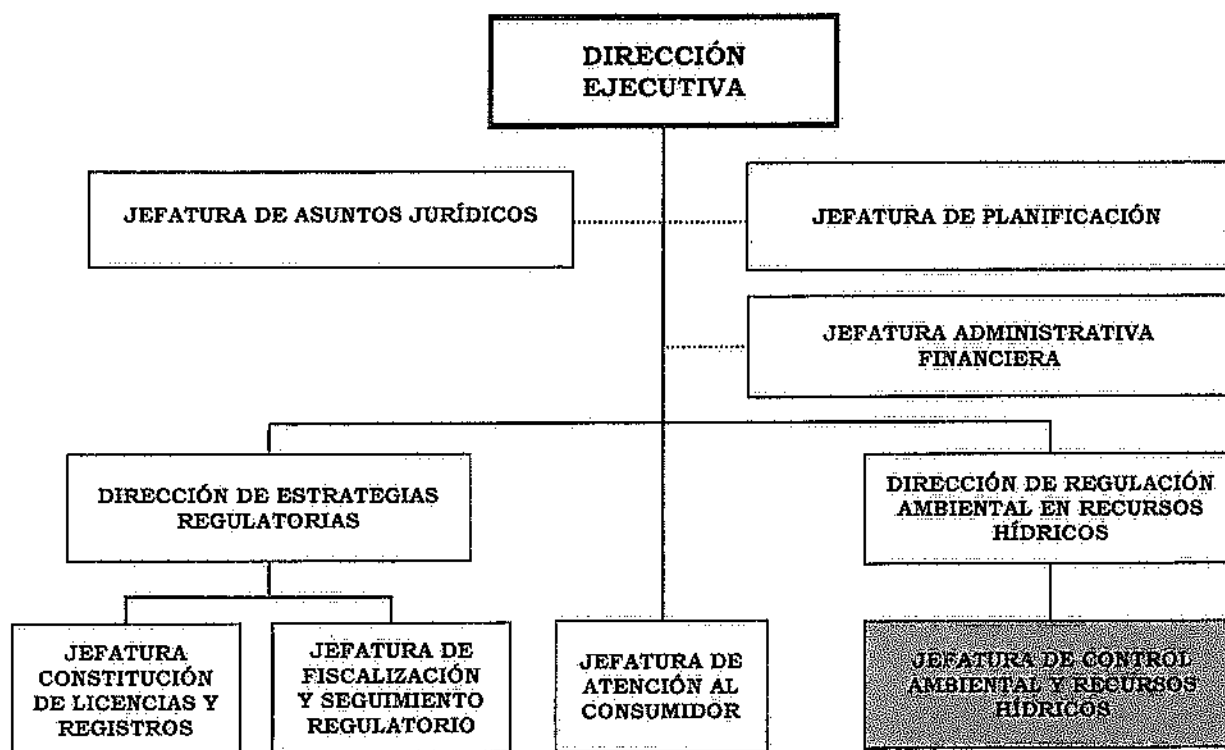 DIRECCIÓN
EJECUTIVA
JEFATURA DE ASUNTOS JURÍDICOS
JEFATURA DE PLANIFICACIÓN
JEFATURA ADMINISTRATIVA
FINANCIERA
DIRECCIÓN DE ESTRATEGIAS
REGULATORIAS
DIRECCIÓN DE REGULACIÓN
AMBIENTAL EN RECURSOS
HÍDRICOS
JEFATURA
CONSTITUCIÓN
DE LICENCIAS Y
REGISTROS
JEFATURA DE
FISCALIZACIÓN
Y SEGUIMIENTO
REGULATORIO
JEFATURA DE
ATENCIÓN AL
CONSUMIDOR
JEFATURA DE CONTROL
AMBIENTAL Y RECURSOS
HÍDRICOS